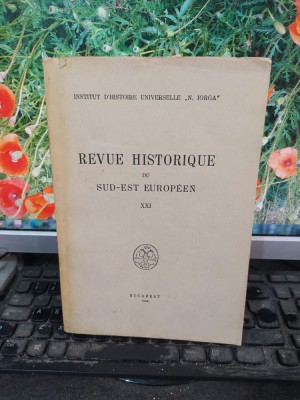 INSTITUT D'HISTOIRE UNIVERSELLE „N. IORGA"
REVUE HISTORIQUE
DU
SUD-EST EUROPÉEN
XXI
BUCAREST